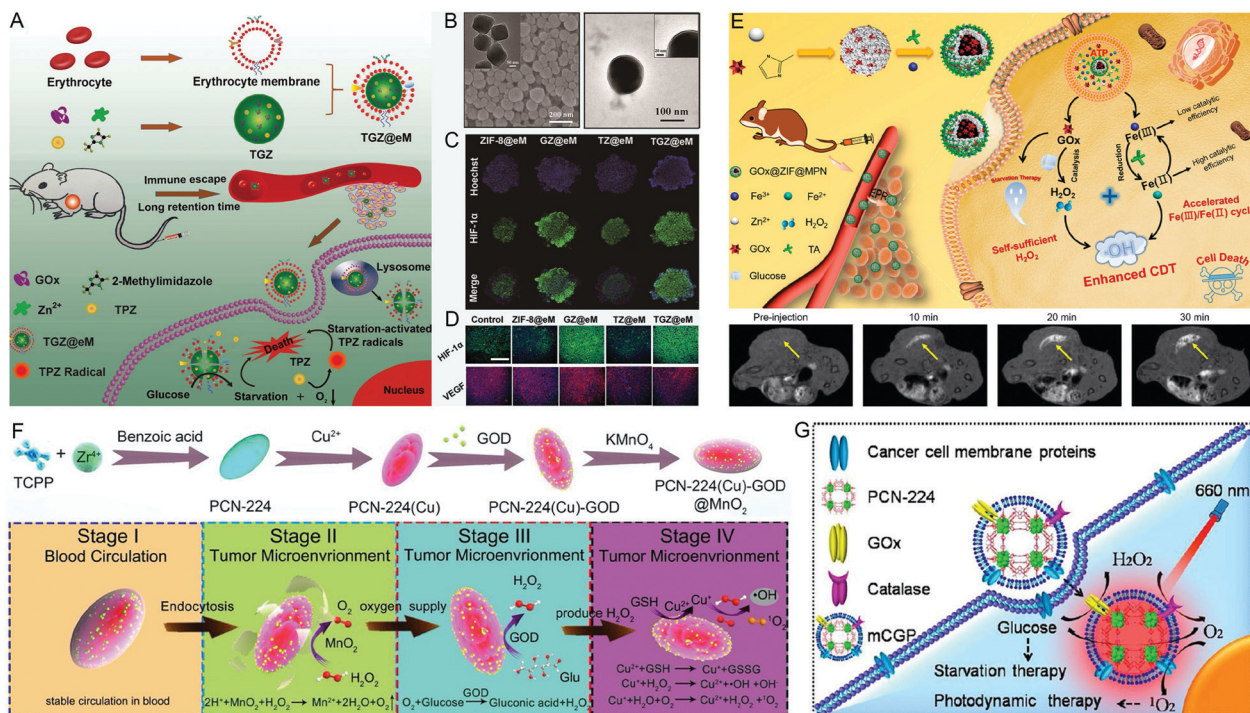 A
Erythrocyte
Erythrocyte membrane
TGZ
TGZ@eM
Immune escape
Long retention time
GOx
2-Methylimidazole
Zn2+
TPZ
TGZ@eM
TPZ Radical
Lysosome
Starvation-activated
TPZ radicals
Death
TPZ
Glucose
Starvation + O2
Nucleus
B
50 nm
200 nm
20 nm
100 nm
C
ZIF-8@eM GZ@eM TZ@eM TGZ@eM
Hoechst
HIF-1α
Merge
D
Control ZIF-8@eM GZ@eM TZ@eM TGZ@eM
HIF-1α
VEGF
E
GOx@ZIF@MPN
Fe3+
Fe2+
Zn2+
H2O2
GOx
TA
Glucose
EPR
ATP
GOx
Starvation Therapy
Catalysis
H2O2
Self-sufficient
H2O2
Fe(III)
Low catalytic
efficiency
Reduction
High catalytic
efficiency
Fe(II)
Accelerated
Fe(III)/Fe(II) cycle
·OH
Enhanced CDT
Cell Death
Pre-injection
10 min
20 min
30 min
F
TCPP
+
Zr4+
Benzoic acid
Cu2+
GOD
KMnO4
PCN-224
PCN-224(Cu)
PCN-224(Cu)-GOD
PCN-224(Cu)-GOD
@MnO2
Stage I
Blood Circulation
Endocytosis
stable circulation in blood
Stage II
Tumor Microenvrionment
O2
MnO2
H2O2
oxygen
supply
2H++MnO2+H2O2 → Mn2++2H2O+O2↑
Stage III
Tumor Microenvrionment
H2O2
GOD
Glu
produce H2O2
GOD
O2+Glucose → Gluconic acid+H2O2
Stage IV
Tumor Microenvrionment
GSH
Cu2+
Cu+
•OH
1O2
Cu2++GSH → Cu++GSSG
Cu++H2O2 → Cu2++•OH +OH-
Cu++H2O+O2 → Cu2++H2O2 +1O2
G
Cancer cell membrane proteins
PCN-224
GOx
Catalase
mCGP
660 nm
H2O2
Glucose
O2
Starvation therapy
Photodynamic therapy
1O2